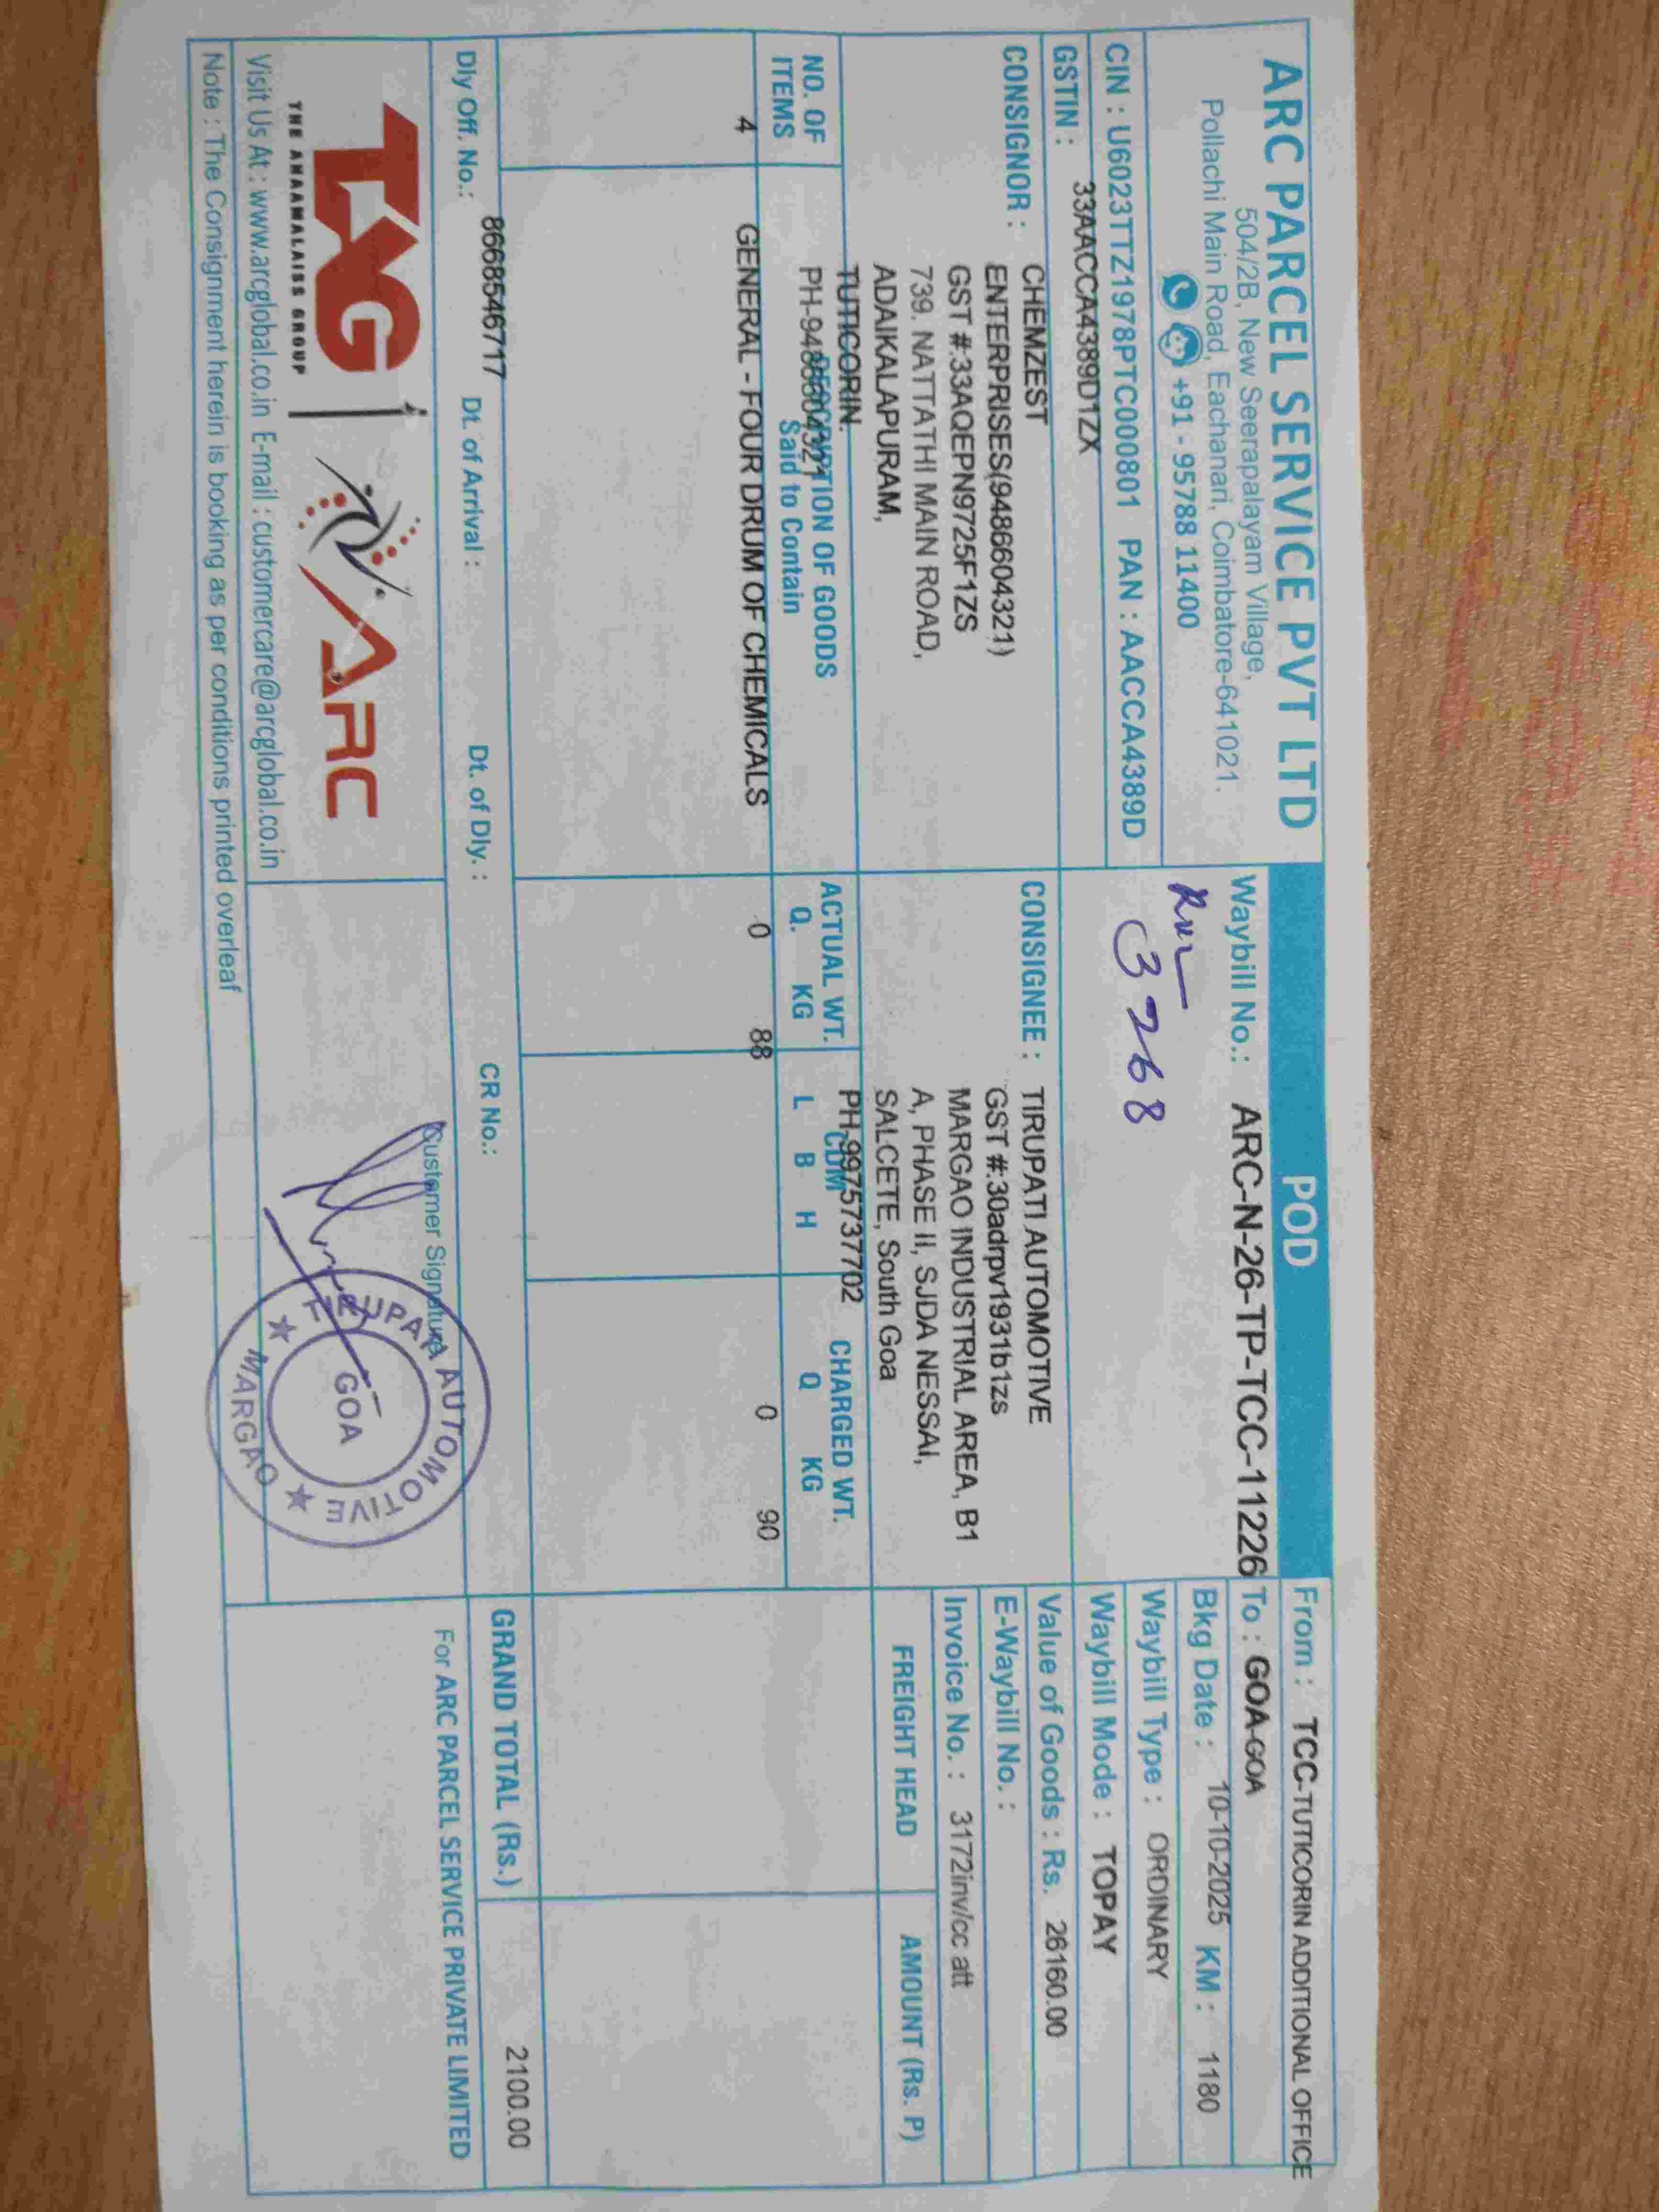 ARC PARCEL SERVICE PVT LTD
504/2B, New Seerapalayam Village,
Pollachi Main Road, Eachanari, Coimbatore-641021.
+91 - 95788 11400
CIN : U6023TTZ1978PTC000801 PAN : AACCA4389D
GSTIN : 33AACCA4389D1ZX
POD
Waybill No.: ARC-N-26-TP-TCC-11226
3268
From : TCC-TUTICORIN ADDITIONAL OFFICE
To : GOA-GOA
Bkg Date : 10-10-2025 KM : 1180
Waybill Type : ORDINARY
Waybill Mode : TOPAY
Value of Goods : Rs. 26160.00
E-Waybill No. :
Invoice No. : 3172inv/cc att
CONSIGNOR : CHEMZEST
ENTERPRISES(9486604321)
GST #:33AQEPN9725F1ZS
739. NATTATHI MAIN ROAD,
ADAIKALAPURAM,
TUTICORIN.
PH-9486604321
CONSIGNEE : TIRUPATI AUTOMOTIVE
GST #:30adrpv1931b1zs
MARGAO INDUSTRIAL AREA, B1
A, PHASE II, SJDA NESSAI,
SALCETE, South Goa
PH-9975737702
NO. OF ITEMS
DESCRIPTION OF GOODS
Said to Contain
ACTUAL WT.
Q. KG
CDM
L B H
CHARGED WT.
Q KG
FREIGHT HEAD
AMOUNT (Rs. P)
4 GENERAL - FOUR DRUM OF CHEMICALS 0 88 0 90
GRAND TOTAL (Rs.) 2100.00
Dly Off. No.: 8668546717 Dt. of Arrival : Dt. of Dly. : CR No.:
TAG
THE ANAMALAISS GROUP
ARC
Customer Signature
TIRUPATI AUTOMOTIVE
GOA
MARGAO
For ARC PARCEL SERVICE PRIVATE LIMITED
Visit Us At : www.arcglobal.co.in E-mail : customercare@arcglobal.co.in
Note : The Consignment herein is booking as per conditions printed overleaf